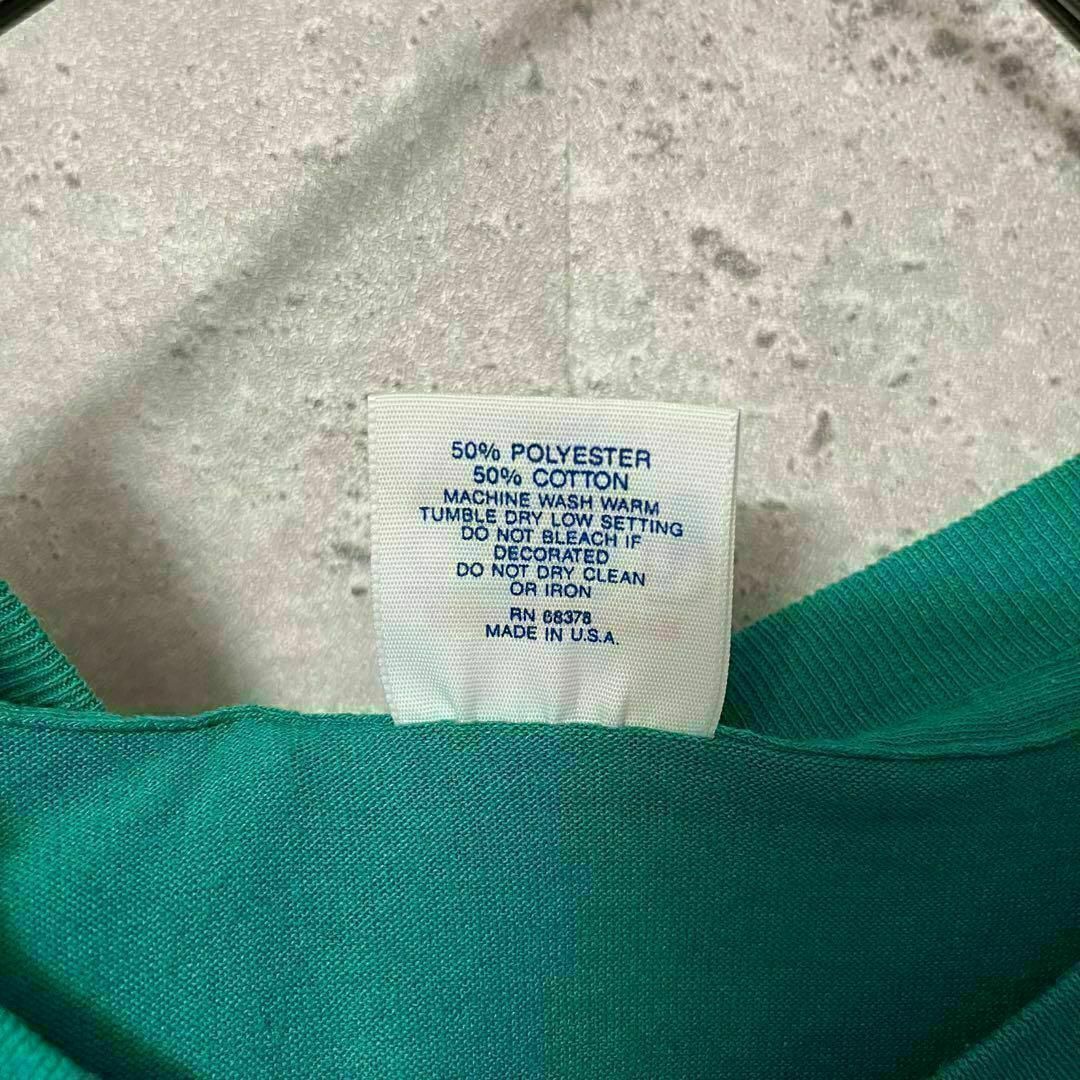 50% POLYESTER
50% COTTON
MACHINE WASH WARM
TUMBLE DRY LOW SETTING
DO NOT BLEACH IF
DECORATED
DO NOT DRY CLEAN
OR IRON
RN 68378
MADE IN U.S.A.